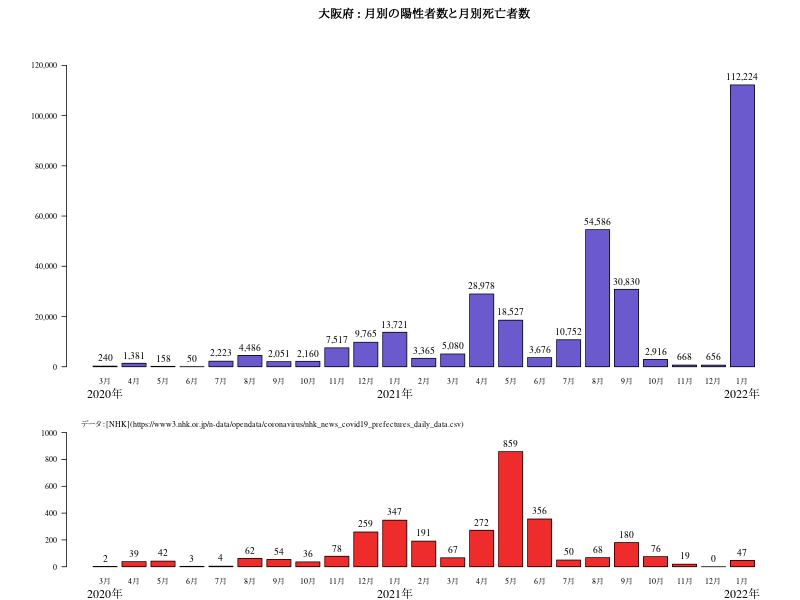 大阪府 : 月別の陽性者数と月別死亡者数
120,000
100,000
80,000
60,000
40,000
20,000
0
240 1,381 158 50 2,223 4,486 2,051 2,160 7,517 9,765 13,721 3,365 5,080 28,978 18,527 3,676 10,752 54,586 30,830 2,916 668 656 112,224
3月 4月 5月 6月 7月 8月 9月 10月 11月 12月 1月 2月 3月 4月 5月 6月 7月 8月 9月 10月 11月 12月 1月
2020年 2021年 2022年
データ:[NHK](https://www3.nhk.or.jp/n-data/opendata/coronavirus/nhk_news_covid19_prefectures_daily_data.csv)
1000
800
600
400
200
0
2 39 42 3 4 62 54 36 78 259 347 191 67 272 859 356 50 68 180 76 19 0 47
3月 4月 5月 6月 7月 8月 9月 10月 11月 12月 1月 2月 3月 4月 5月 6月 7月 8月 9月 10月 11月 12月 1月
2020年 2021年 2022年